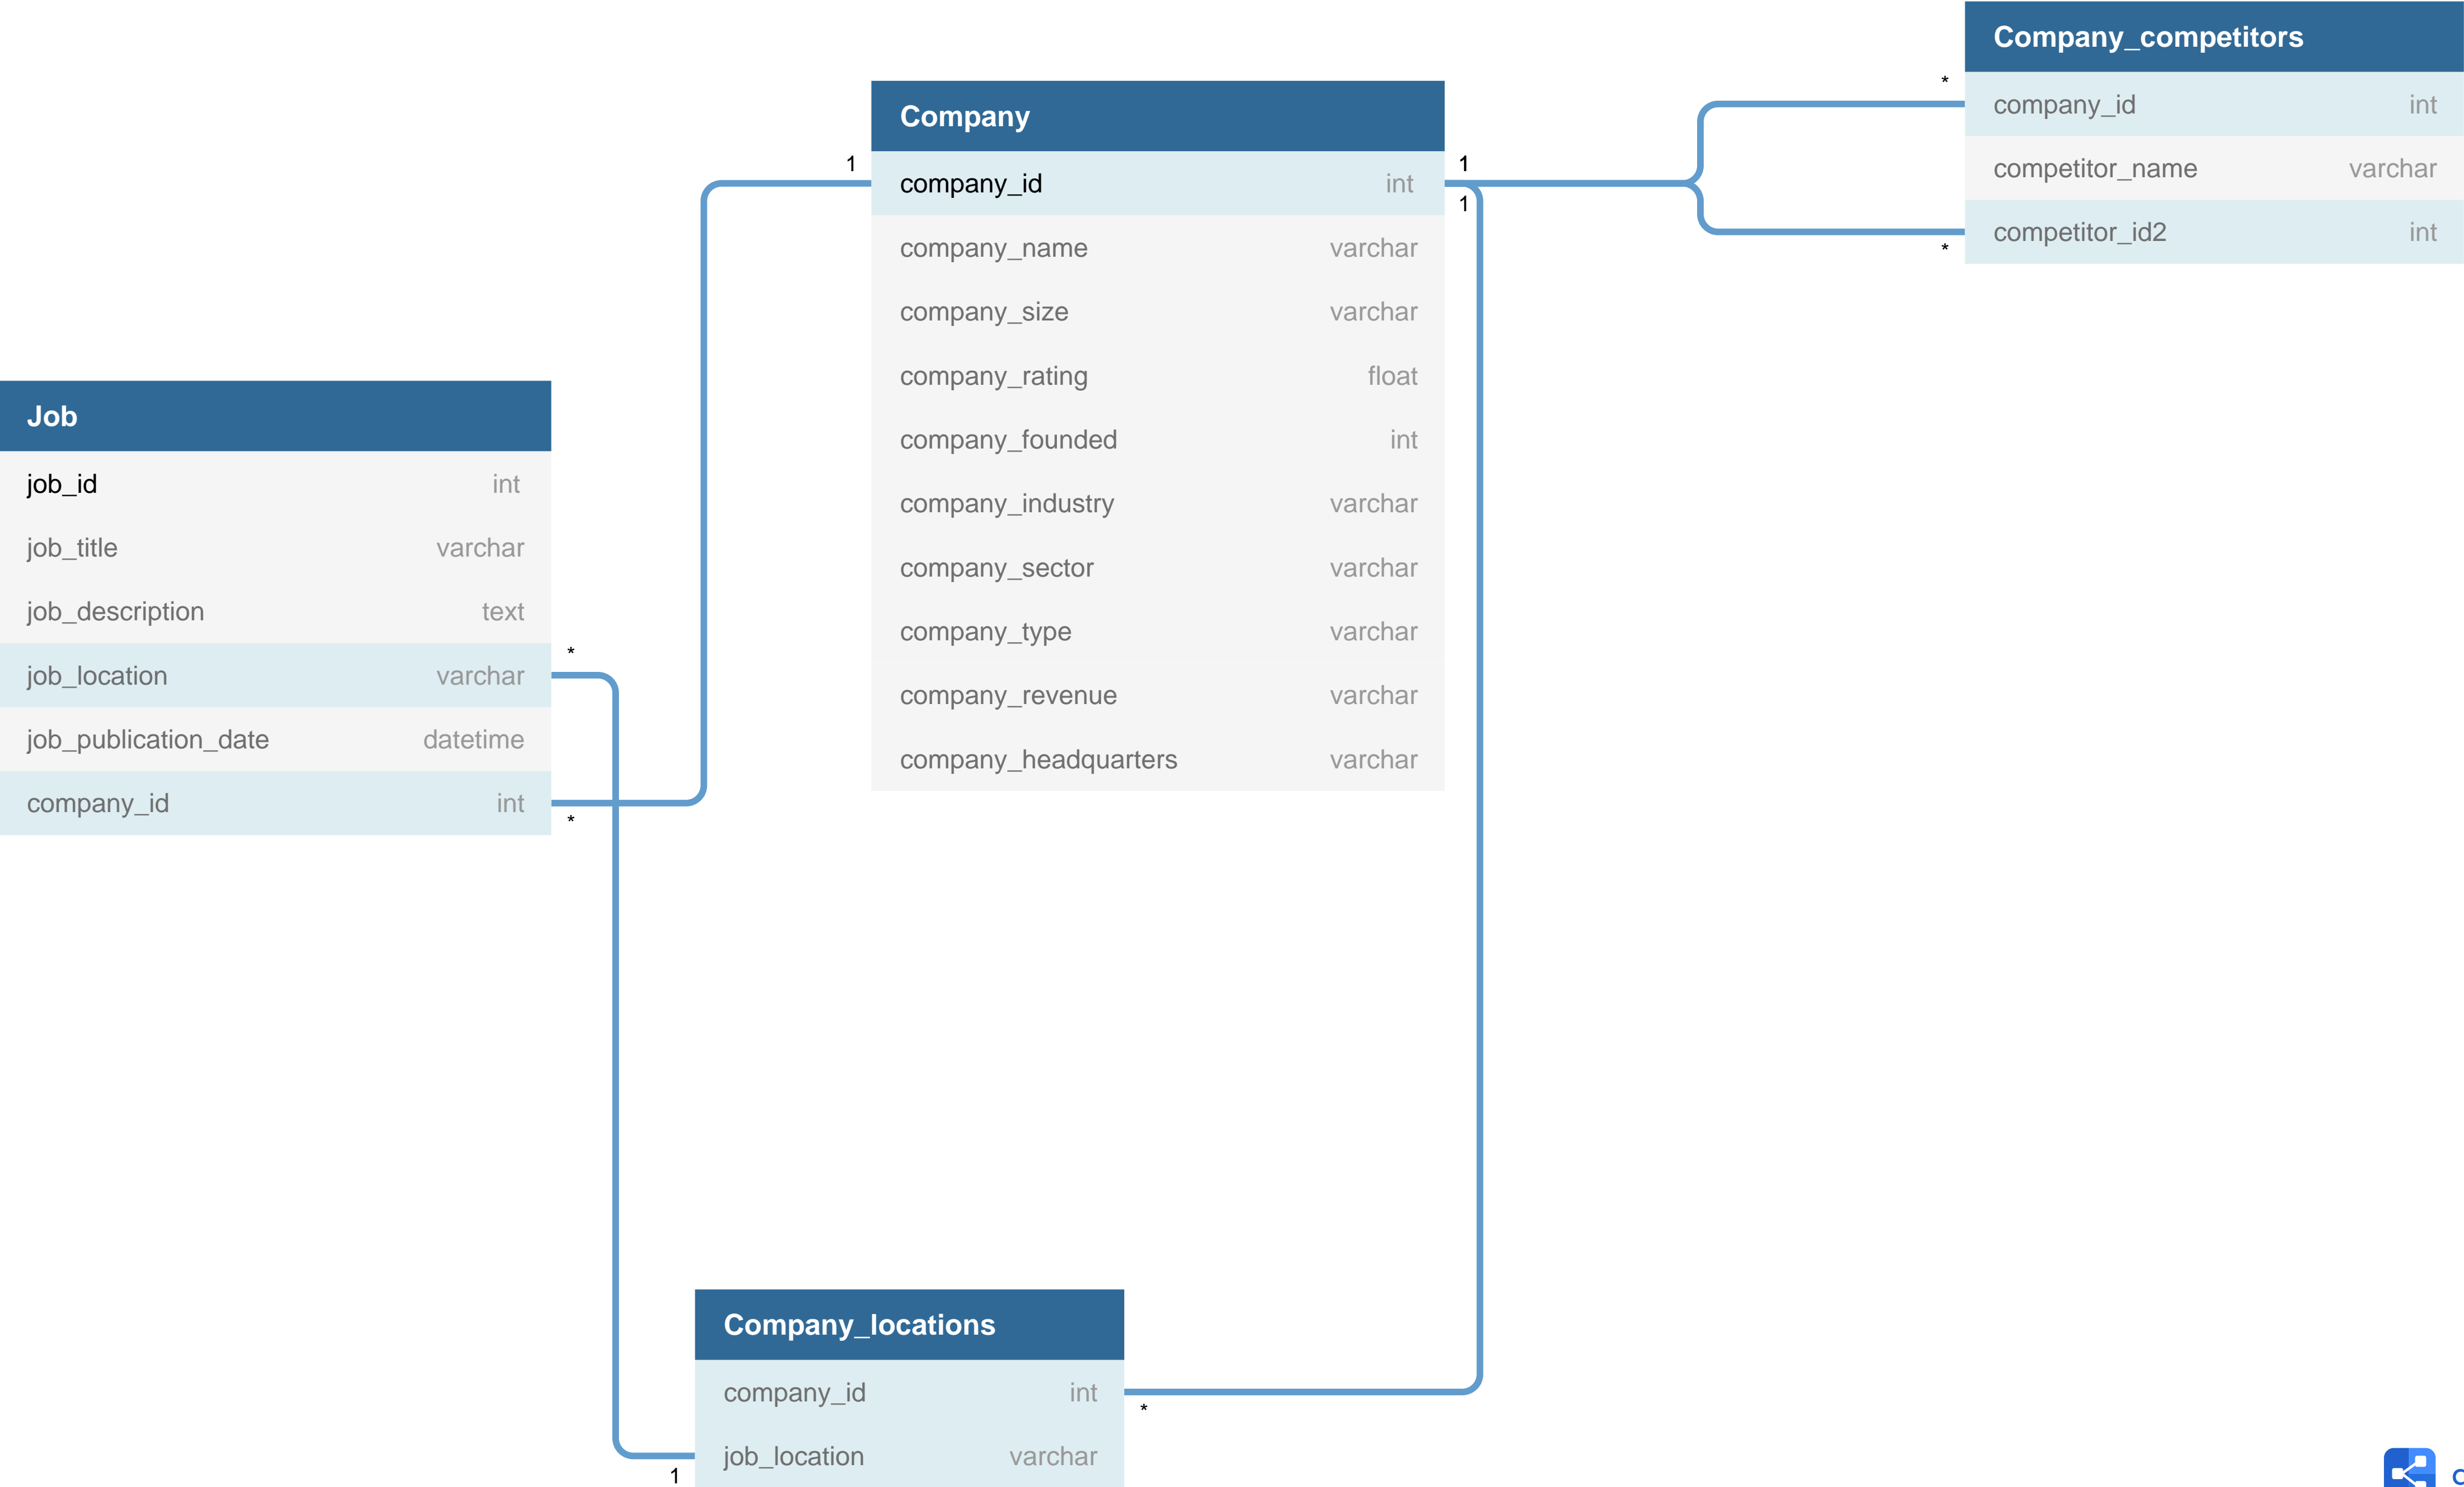 Company_competitors
*
company_id int
competitor_name varchar
competitor_id2 int
*
Company
1
company_id int
1
1
company_name varchar
company_size varchar
company_rating float
company_founded int
company_industry varchar
company_sector varchar
company_type varchar
company_revenue varchar
company_headquarters varchar
Job
job_id int
job_title varchar
job_description text
*
job_location varchar
job_publication_date datetime
company_id int
*
Company_locations
company_id int
*
job_location varchar
1